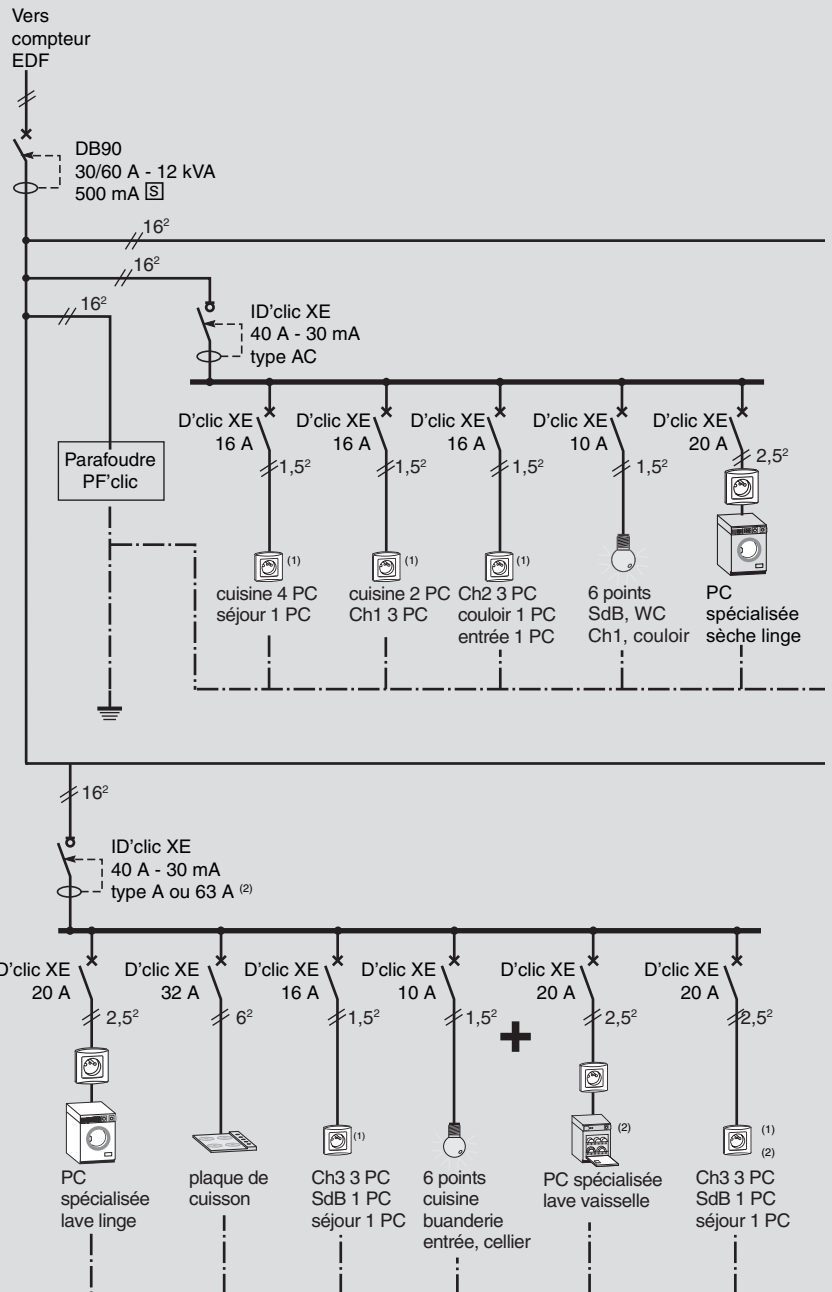 Vers
compteur
EDF
DB90
30/60 A - 12 kVA
500 mA S
16²
16²
16²
ID'clic XE
40 A - 30 mA
type AC
Parafoudre
PF'clic
D'clic XE
16 A
1,5²
(1)
cuisine 4 PC
séjour 1 PC
D'clic XE
16 A
1,5²
(1)
cuisine 2 PC
Ch1 3 PC
D'clic XE
16 A
1,5²
(1)
Ch2 3 PC
couloir 1 PC
entrée 1 PC
D'clic XE
10 A
1,5²
6 points
SdB, WC
Ch1, couloir
D'clic XE
20 A
2,5²
PC
spécialisée
sèche linge
16²
ID'clic XE
40 A - 30 mA
type A ou 63 A (2)
D'clic XE
20 A
2,5²
PC
spécialisée
lave linge
D'clic XE
32 A
6²
plaque de
cuisson
D'clic XE
16 A
1,5²
(1)
Ch3 3 PC
SdB 1 PC
séjour 1 PC
D'clic XE
10 A
1,5²
6 points
cuisine
buanderie
entrée, cellier
+
D'clic XE
20 A
2,5²
(2)
PC spécialisée
lave vaisselle
D'clic XE
20 A
2,5²
(1)
(2)
Ch3 3 PC
SdB 1 PC
séjour 1 PC